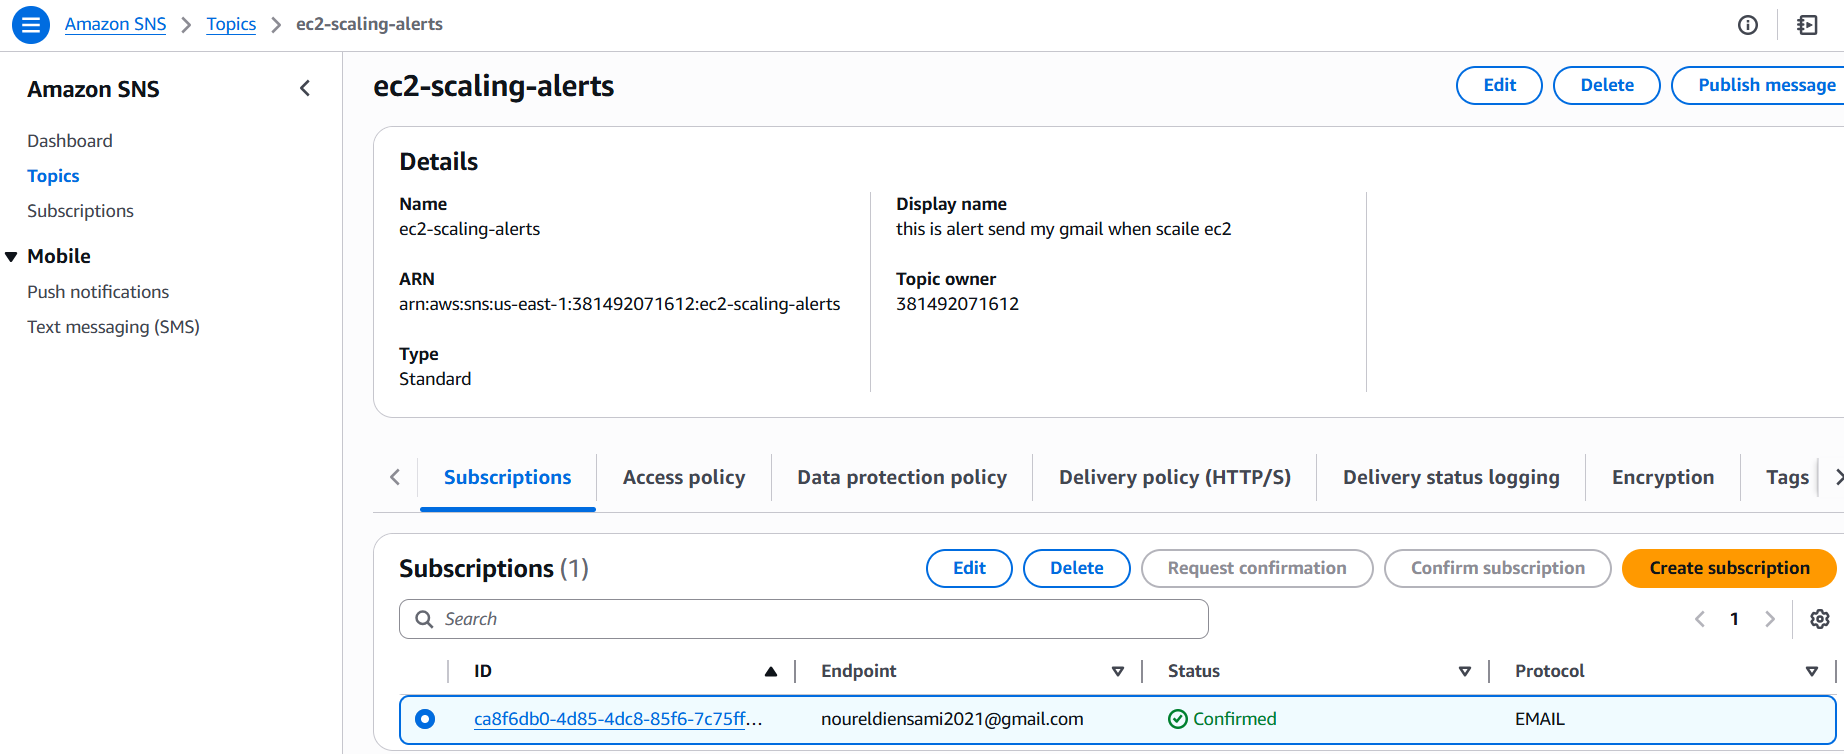 Amazon SNS > Topics > ec2-scaling-alerts
Amazon SNS
Dashboard
Topics
Subscriptions
Mobile
Push notifications
Text messaging (SMS)
ec2-scaling-alerts
Edit Delete Publish message
Details
Name
ec2-scaling-alerts
ARN
arn:aws:sns:us-east-1:381492071612:ec2-scaling-alerts
Type
Standard
Display name
this is alert send my gmail when scaile ec2
Topic owner
381492071612
Subscriptions Access policy Data protection policy Delivery policy (HTTP/S) Delivery status logging Encryption Tags
Subscriptions (1)
Edit Delete Request confirmation Confirm subscription Create subscription
Search
1
ID Endpoint Status Protocol
ca8f6db0-4d85-4dc8-85f6-7c75ff... noureldiensami2021@gmail.com Confirmed EMAIL